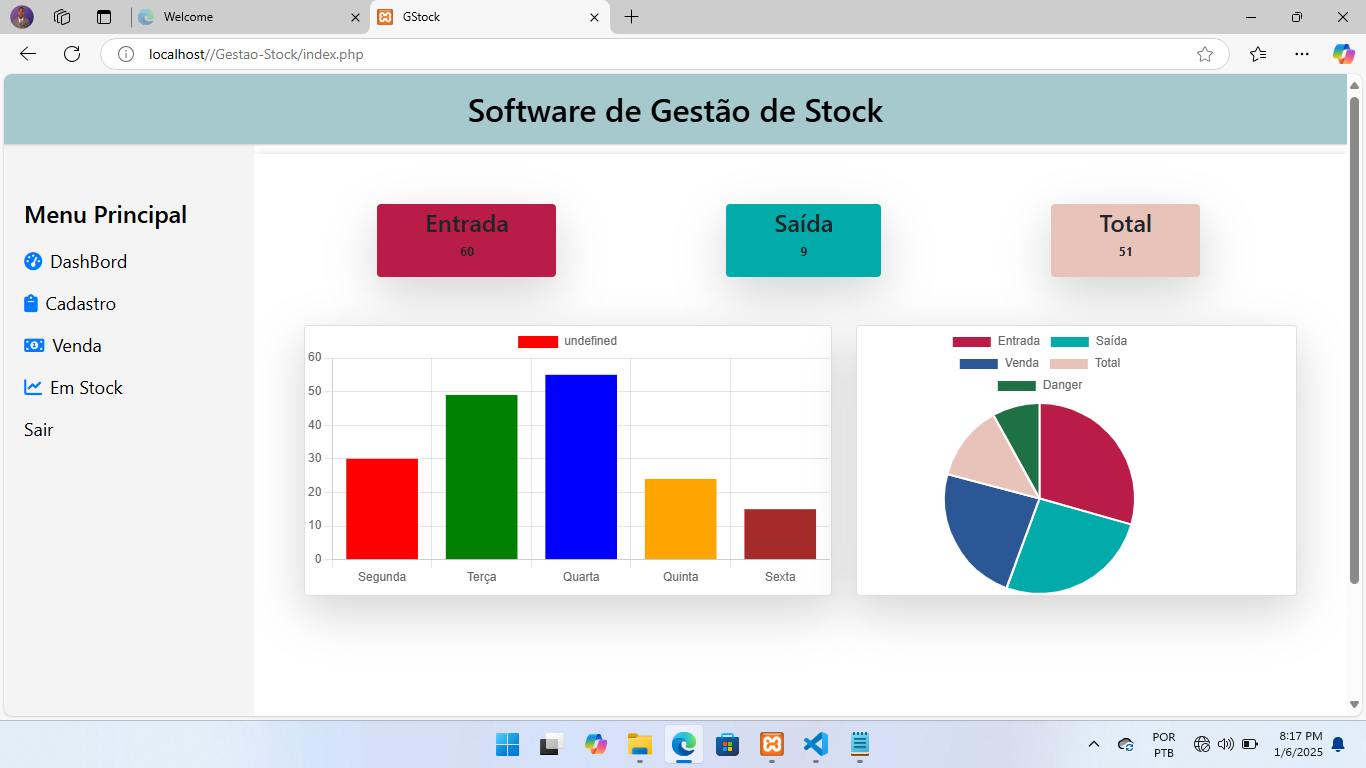 Welcome
GStock
localhost//Gestao-Stock/index.php
Software de Gestão de Stock
Menu Principal
DashBord
Cadastro
Venda
Em Stock
Sair
Entrada
60
Saída
9
Total
51
undefined
60
50
40
30
20
10
0
Segunda Terça Quarta Quinta Sexta
Entrada Saída
Venda Total
Danger
POR
PTB
8:17 PM
1/6/2025